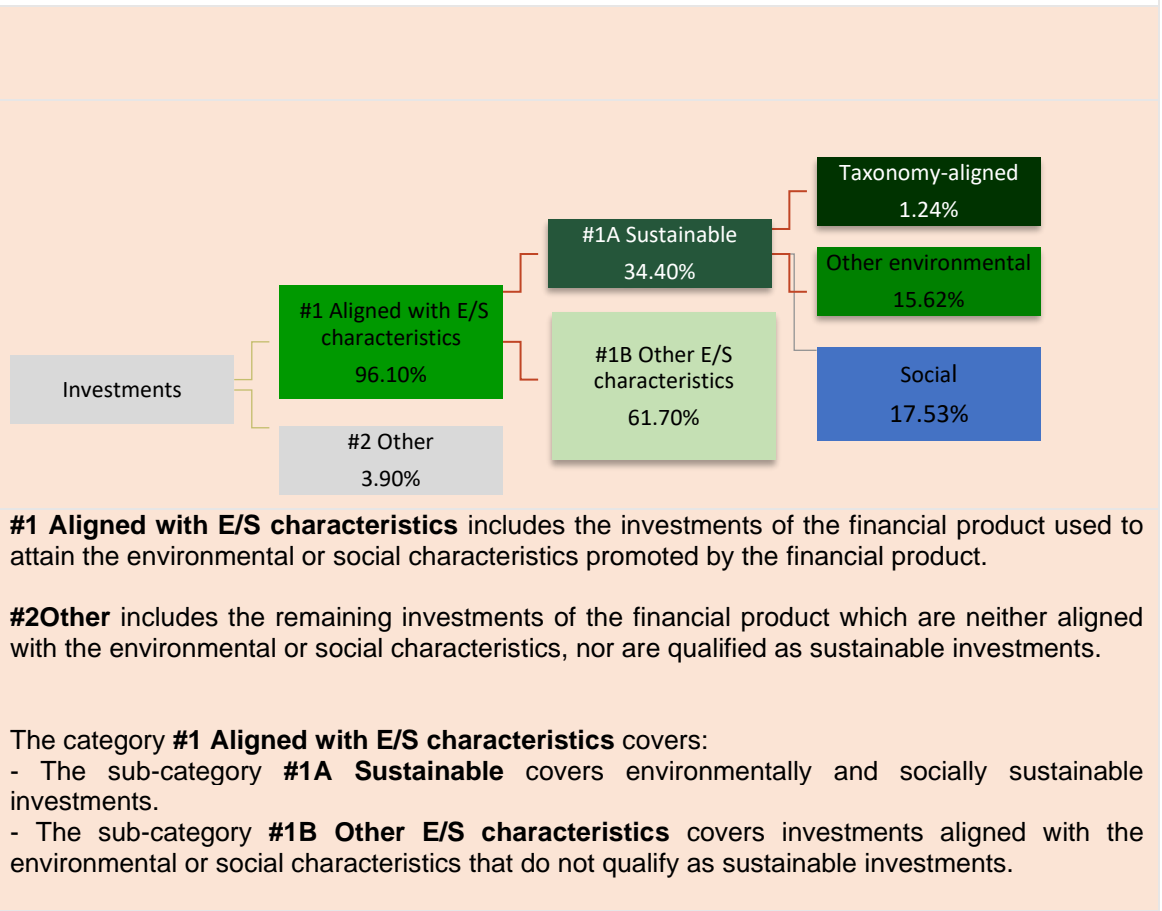 Taxonomy-aligned
1.24%
#1A Sustainable
34.40%
Other environmental
15.62%
#1 Aligned with E/S
characteristics
96.10%
#1B Other E/S
characteristics
61.70%
Social
17.53%
Investments
#2 Other
3.90%
#1 Aligned with E/S characteristics includes the investments of the financial product used to
attain the environmental or social characteristics promoted by the financial product.
#2Other includes the remaining investments of the financial product which are neither aligned
with the environmental or social characteristics, nor are qualified as sustainable investments.
The category #1 Aligned with E/S characteristics covers:
- The sub-category #1A Sustainable covers environmentally and socially sustainable
investments.
- The sub-category #1B Other E/S characteristics covers investments aligned with the
environmental or social characteristics that do not qualify as sustainable investments.